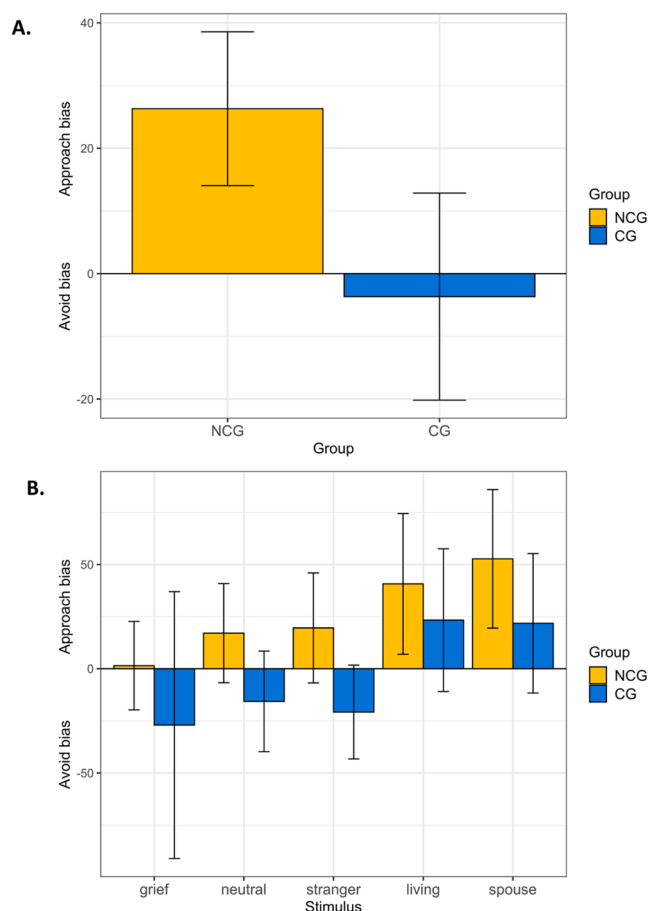 A.
40
20
0
-20
Approach bias
Avoid bias
NCG
CG
Group
Group
NCG
CG
B.
50
0
-50
Approach bias
Avoid bias
grief
neutral
stranger
living
spouse
Stimulus
Group
NCG
CG